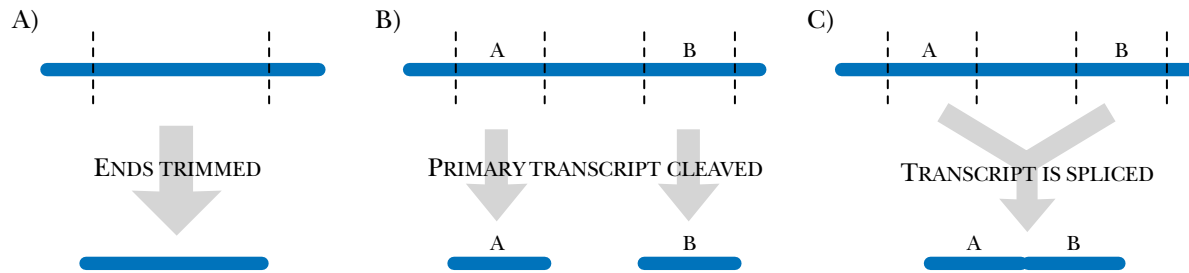 A)
B)
C)
A
B
A
B
ENDS TRIMMED
PRIMARY TRANSCRIPT CLEAVED
TRANSCRIPT IS SPLICED
A
B
A
B